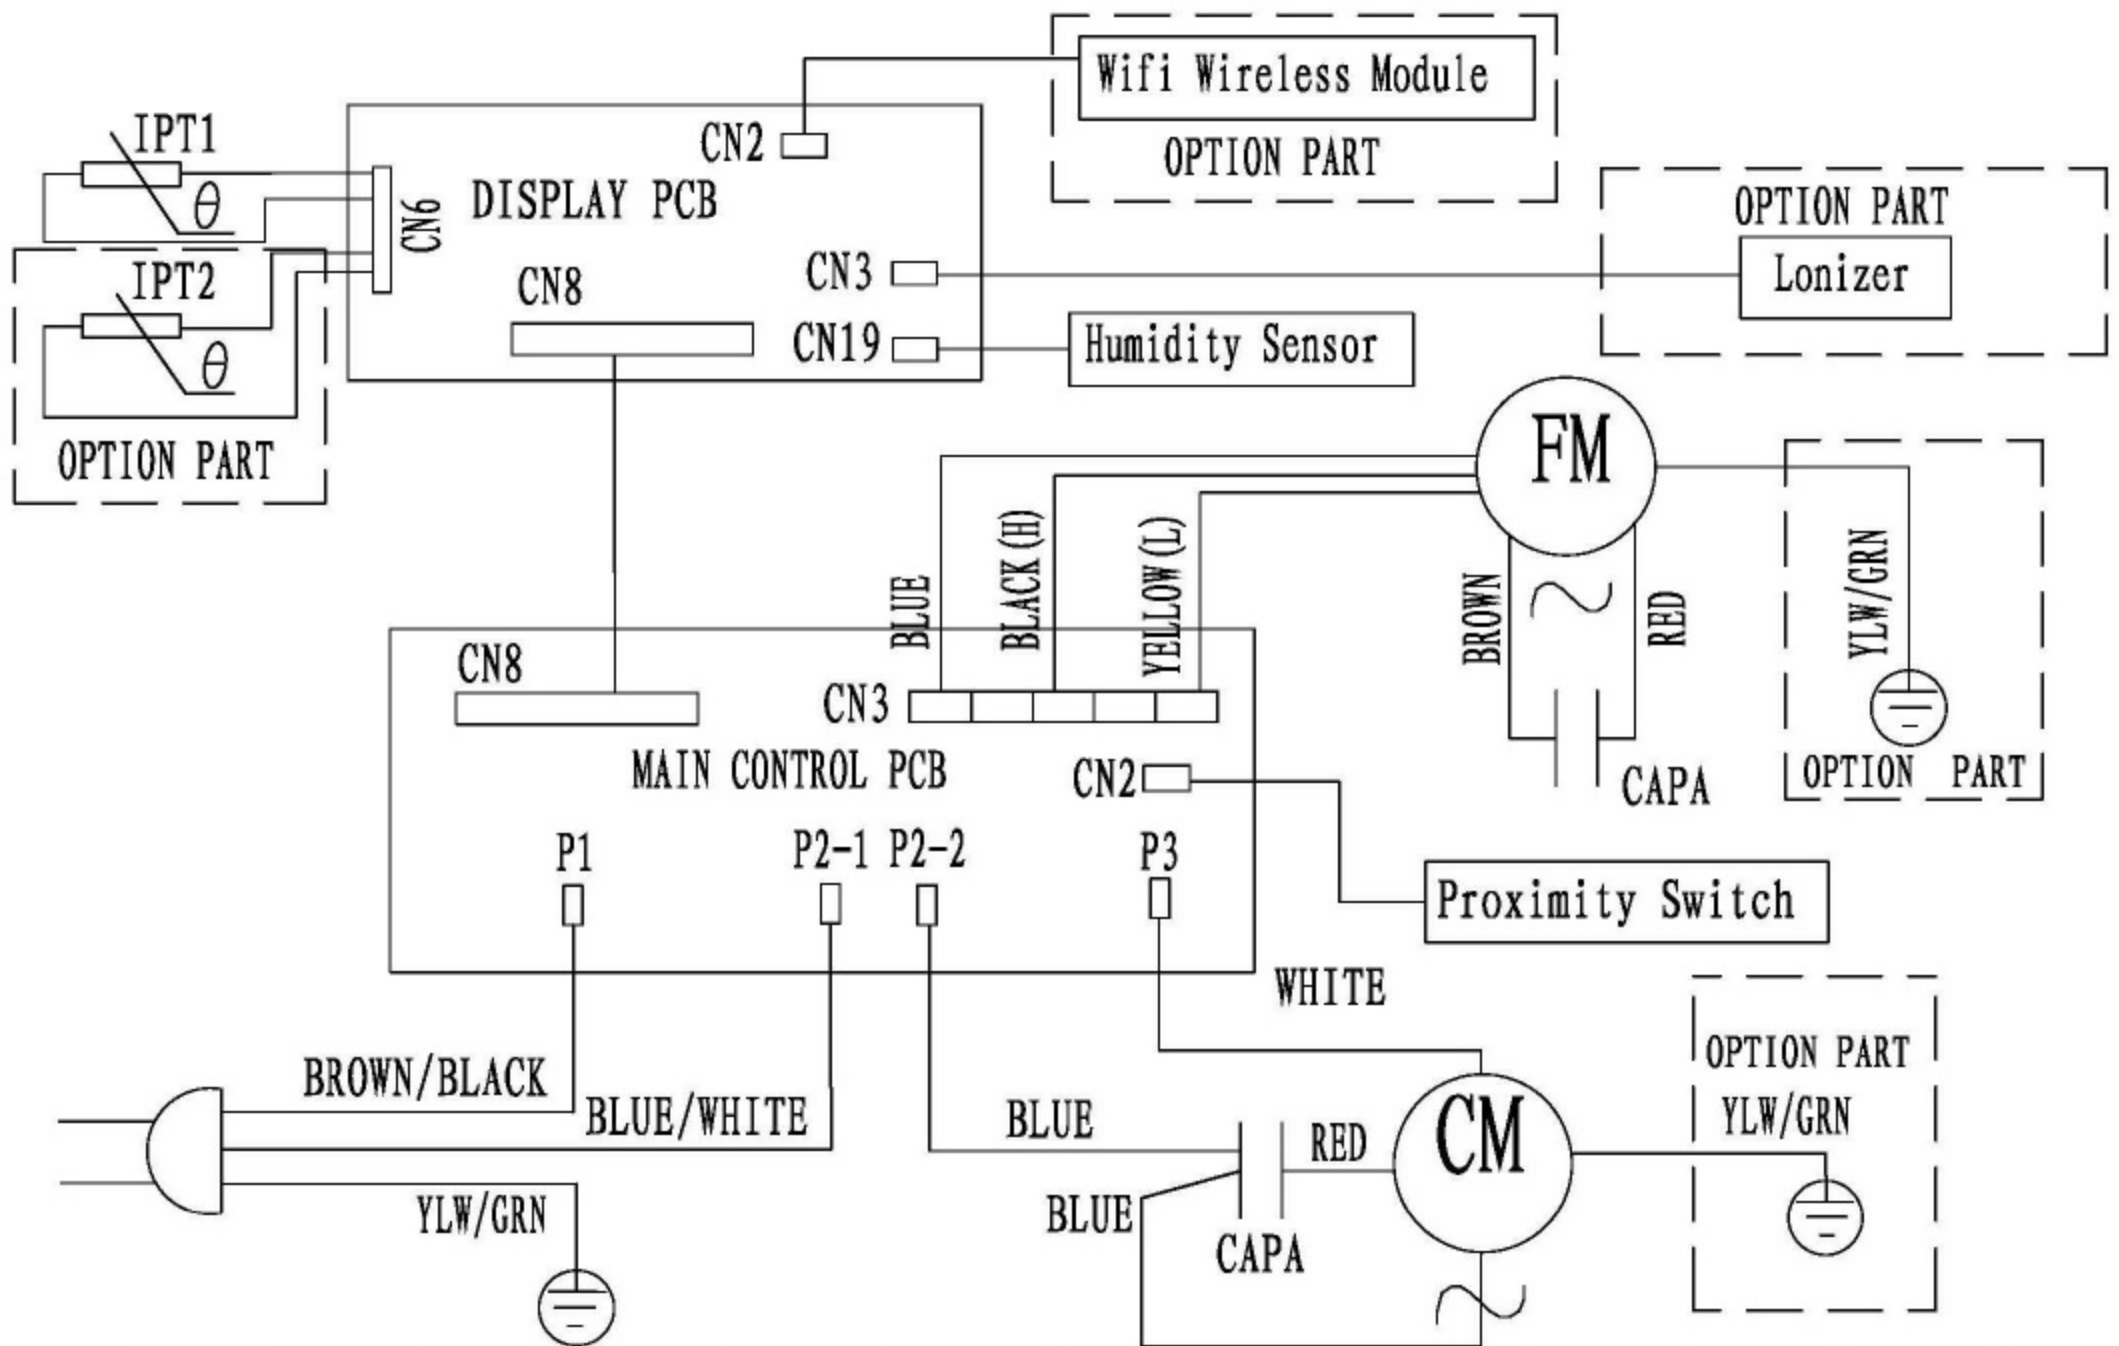 Wifi Wireless Module
OPTION PART
IPT1
θ
CN6
CN2
DISPLAY PCB
OPTION PART
Lonizer
CN3
CN8
IPT2
θ
OPTION PART
CN19
Humidity Sensor
FM
BLUE
BLACK(H)
YELLOW(L)
BROWN
RED
YLW/GRN
OPTION PART
CAPA
CN8
CN3
MAIN CONTROL PCB
CN2
P1
P2-1
P2-2
P3
Proximity Switch
WHITE
OPTION PART
YLW/GRN
BROWN/BLACK
BLUE/WHITE
YLW/GRN
BLUE
RED
CM
BLUE
CAPA